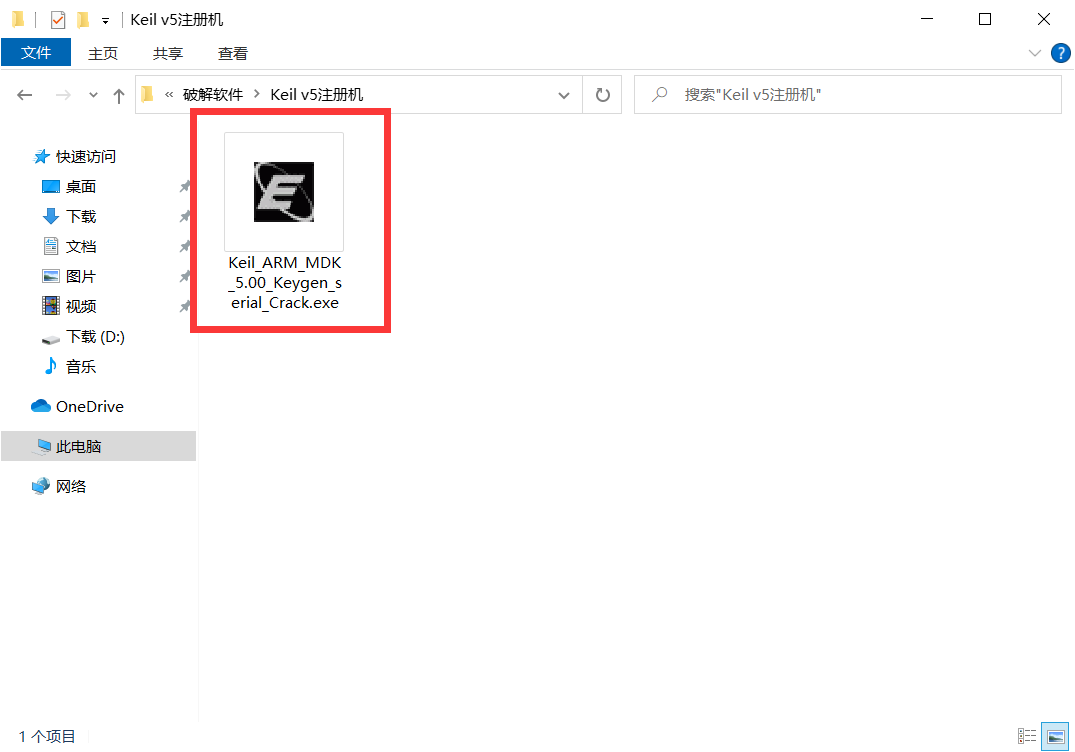 Keil v5注册机
文件 主页 共享 查看
« 破解软件 > Keil v5注册机
搜索"Keil v5注册机"
快速访问
桌面
下载
文档
图片
视频
下载 (D:)
音乐
OneDrive
此电脑
网络
Keil_ARM_MDK
_5.00_Keygen_s
erial_Crack.exe
1 个项目